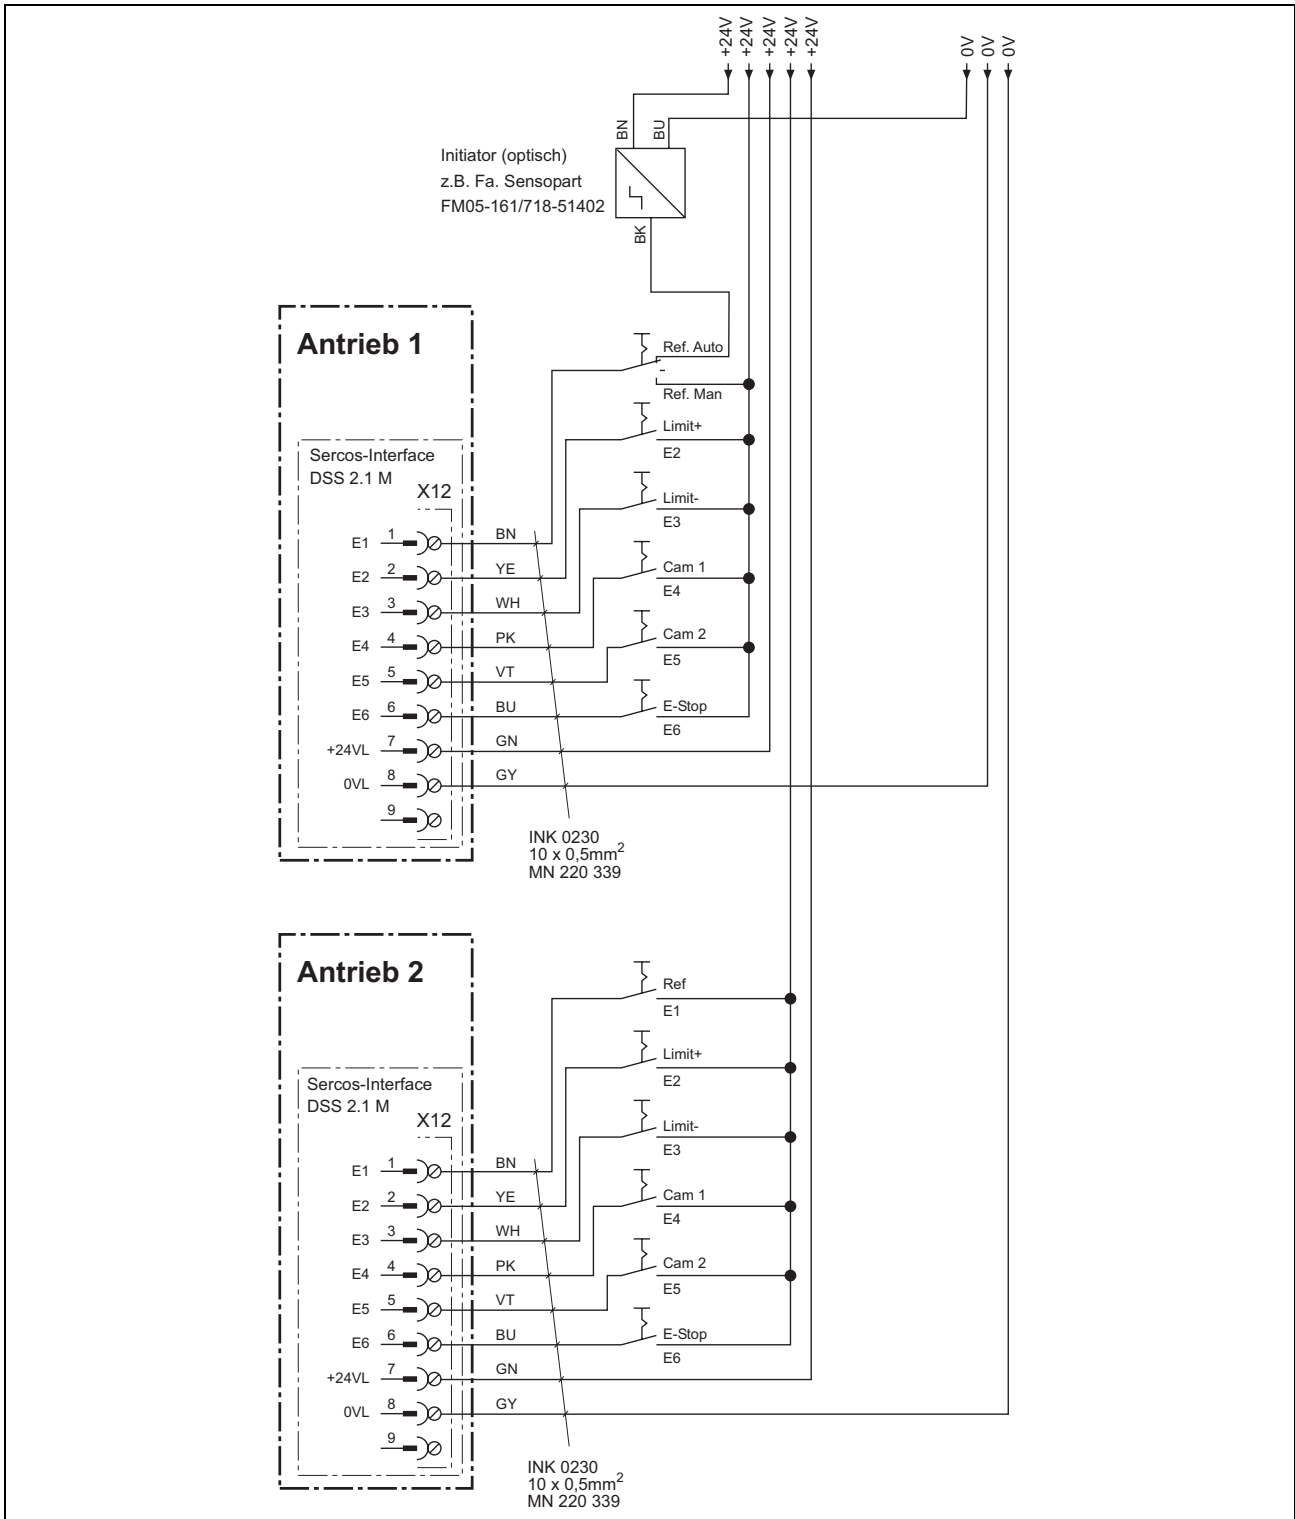 +24V
+24V
+24V
+24V
+24V
0V
0V
0V
BN
BU
Initiator (optisch)
z.B. Fa. Sensopart
FM05-161/718-51402
BK
Antrieb 1
Ref. Auto
Ref. Man
Limit+
E2
Sercos-Interface
DSS 2.1 M
X12
Limit-
E3
E1 1 BN
Cam 1
E4
E2 2 YE
E3 3 WH
Cam 2
E5
E4 4 PK
E5 5 VT
E-Stop
E6
E6 6 BU
+24VL 7 GN
0VL 8 GY
9
INK 0230
10 x 0,5mm²
MN 220 339
Antrieb 2
Ref
E1
Limit+
E2
Sercos-Interface
DSS 2.1 M
X12
Limit-
E3
E1 1 BN
Cam 1
E4
E2 2 YE
E3 3 WH
Cam 2
E5
E4 4 PK
E5 5 VT
E-Stop
E6
E6 6 BU
+24VL 7 GN
0VL 8 GY
9
INK 0230
10 x 0,5mm²
MN 220 339